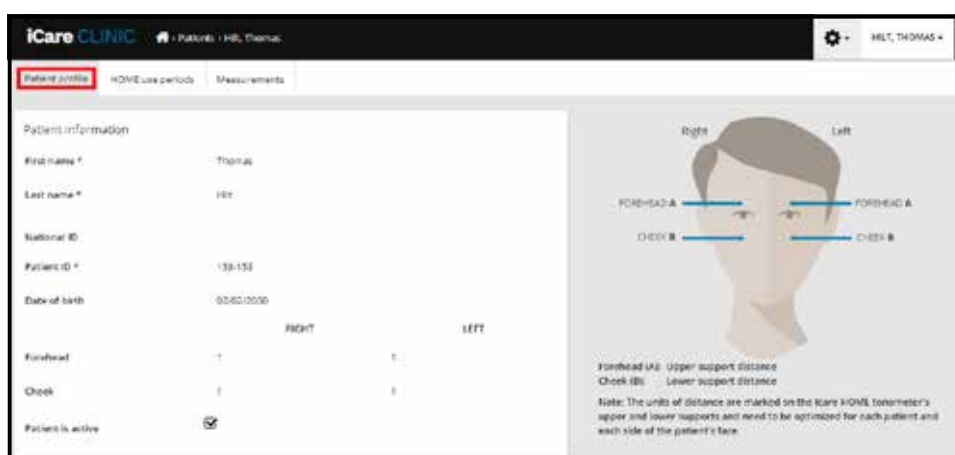 iCare CLINIC Patients Hilt, Thomas HILT, THOMAS
Patient profile HOME use periods Measurements
Patient information
First name * Thomas
Last name * Hilt
National ID
Patient ID *
Date of birth
RIGHT LEFT
Forehead
Cheek
Patient is active
Right Left
FOREHEAD A FOREHEAD A
CHEEK B CHEEK B
Forehead (A): Upper support distance
Cheek (B): Lower support distance
Note: The units of distance are marked on the Icare HOME tonometer's
upper and lower supports and need to be optimized for each patient and
each side of the patient's face.